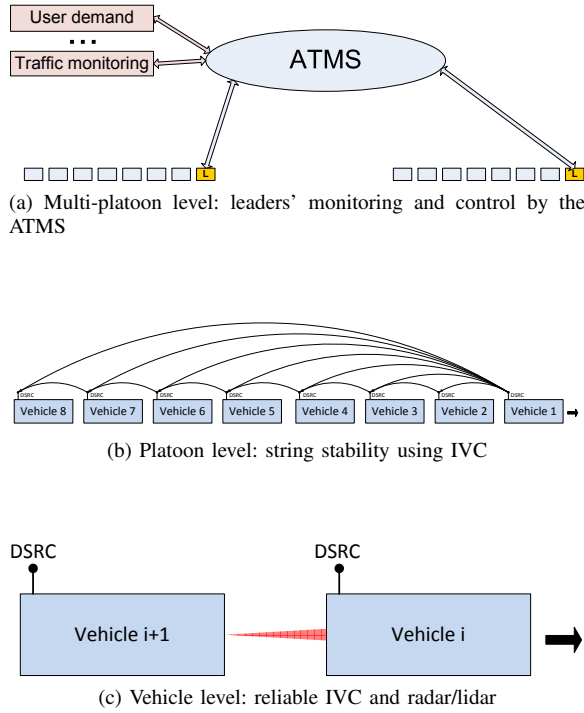 User demand
...
Traffic monitoring
ATMS
L
L
(a) Multi-platoon level: leaders' monitoring and control by the
ATMS
DSRC DSRC DSRC DSRC DSRC DSRC DSRC DSRC
Vehicle 8 Vehicle 7 Vehicle 6 Vehicle 5 Vehicle 4 Vehicle 3 Vehicle 2 Vehicle 1
(b) Platoon level: string stability using IVC
DSRC DSRC
Vehicle i+1 Vehicle i
(c) Vehicle level: reliable IVC and radar/lidar